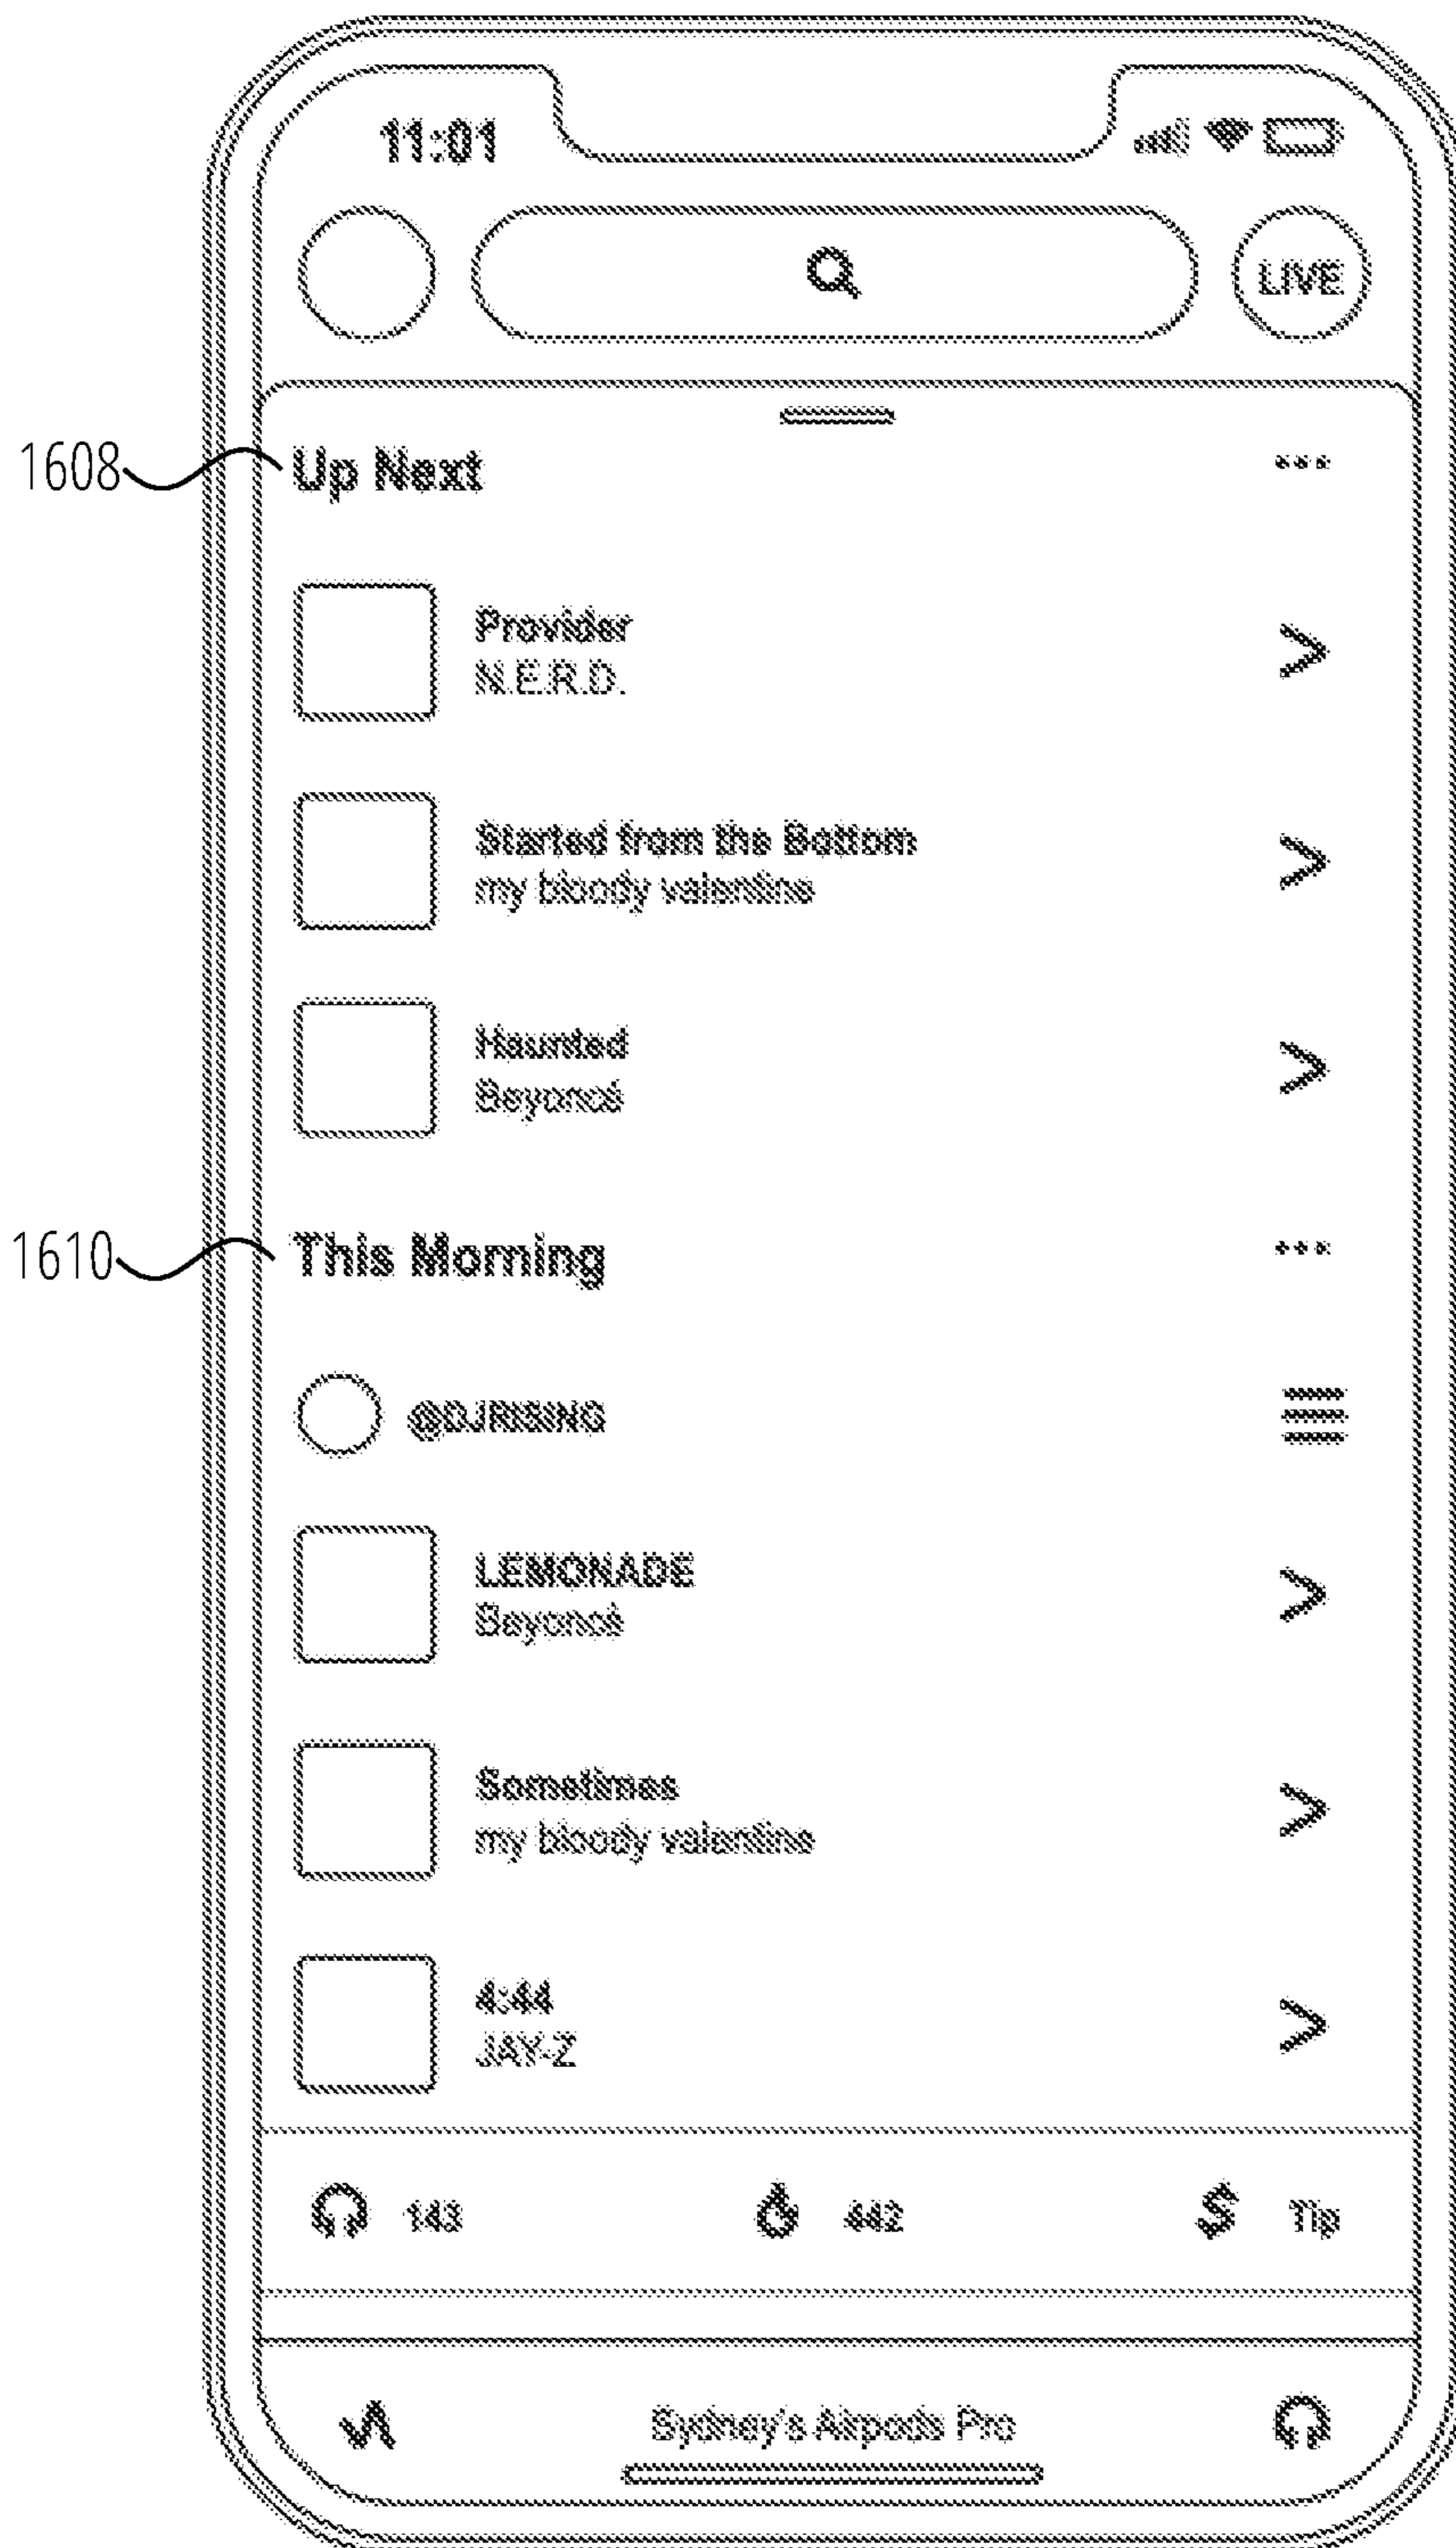 11:01
LIVE
1608
Up Next
Provider
N.E.R.D.
Started from the Bottom
my bloody valentine
Haunted
Beyoncé
1610
This Morning
@DJRISING
LEMONADE
Beyoncé
Sometimes
my bloody valentine
4:44
JAY-Z
143
442
$ Tip
Sydney's Airpods Pro